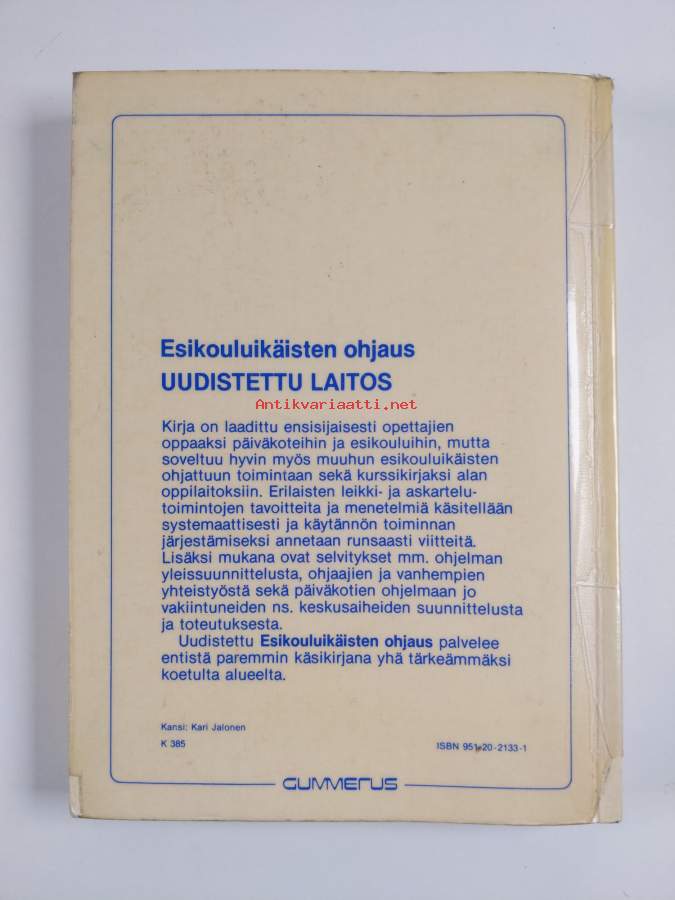 Esikouluikäisten ohjaus
UUDISTETTU LAITOS
Antikvariaatti.net
Kirja on laadittu ensisijaisesti opettajien
oppaaksi päiväkoteihin ja esikouluihin, mutta
soveltuu hyvin myös muuhun esikouluikäisten
ohjattuun toimintaan sekä kurssikirjaksi alan
oppilaitoksiin. Erilaisten leikki- ja askartelu-
toimintojen tavoitteita ja menetelmiä käsitellään
systemaattisesti ja käytännön toiminnan
järjestämiseksi annetaan runsaasti viitteitä.
Lisäksi mukana ovat selvitykset mm. ohjelman
yleissuunnittelusta, ohjaajien ja vanhempien
yhteistyöstä sekä päiväkotien ohjelmaan jo
vakiintuneiden ns. keskusaiheiden suunnittelusta
ja toteutuksesta.
Uudistettu Esikouluikäisten ohjaus palvelee
entistä paremmin käsikirjana yhä tärkeämmäksi
koetulta alueelta.
Kansi: Kari Jalonen
K 385
ISBN 951-20-2133-1
GUMMERUS